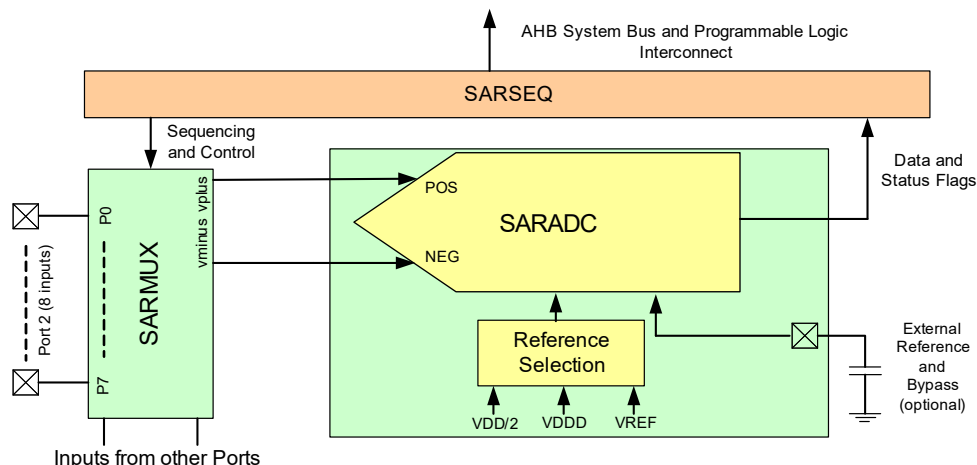 AHB System Bus and Programmable Logic
Interconnect
SARSEQ
Sequencing
and Control
Data and
Status Flags
vminus vplus
POS
P0
SARADC
NEG
SARMUX
Port 2 (8 inputs)
P7
Reference
Selection
External
Reference
and
Bypass
(optional)
VDD/2
VDDD
VREF
Inputs from other Ports